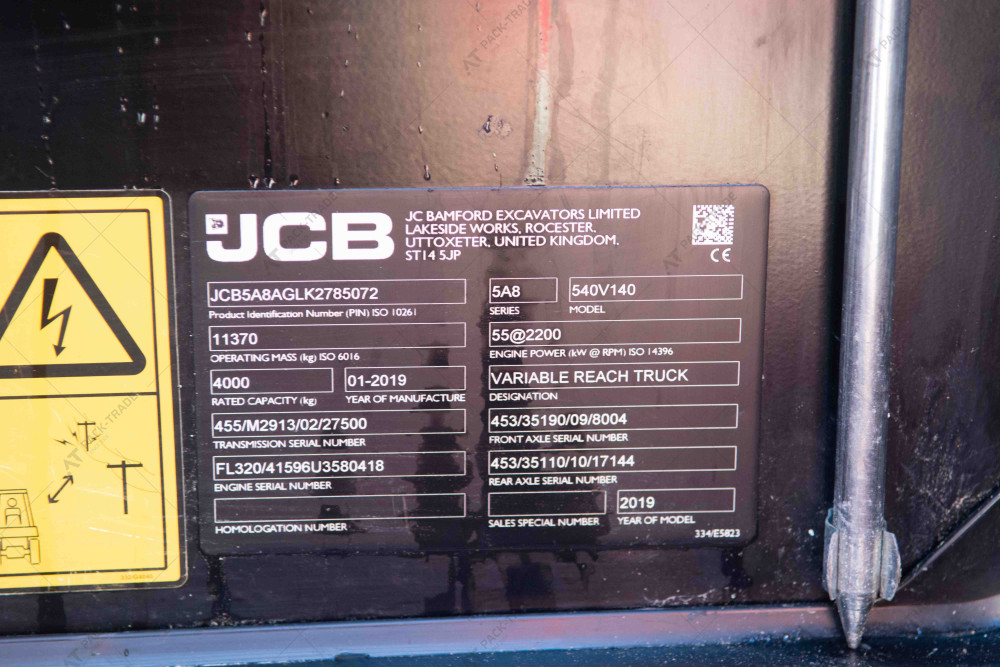 JCB
JC BAMFORD EXCAVATORS LIMITED
LAKESIDE WORKS, ROCESTER,
UTTOXETER, UNITED KINGDOM.
ST14 5JP
CE
JCB5A8AGLK2785072
Product Identification Number (PIN) ISO 10261
5A8
SERIES
540V140
MODEL
11370
OPERATING MASS (kg) ISO 6016
55@2200
ENGINE POWER (kW @ RPM) ISO 14396
4000
RATED CAPACITY (kg)
01-2019
YEAR OF MANUFACTURE
VARIABLE REACH TRUCK
DESIGNATION
455/M2913/02/27500
TRANSMISSION SERIAL NUMBER
453/35190/09/8004
FRONT AXLE SERIAL NUMBER
FL320/41596U3580418
ENGINE SERIAL NUMBER
453/35110/10/17144
REAR AXLE SERIAL NUMBER
HOMOLOGATION NUMBER
SALES SPECIAL NUMBER
2019
YEAR OF MODEL
334/E5823
PACK-TRADE